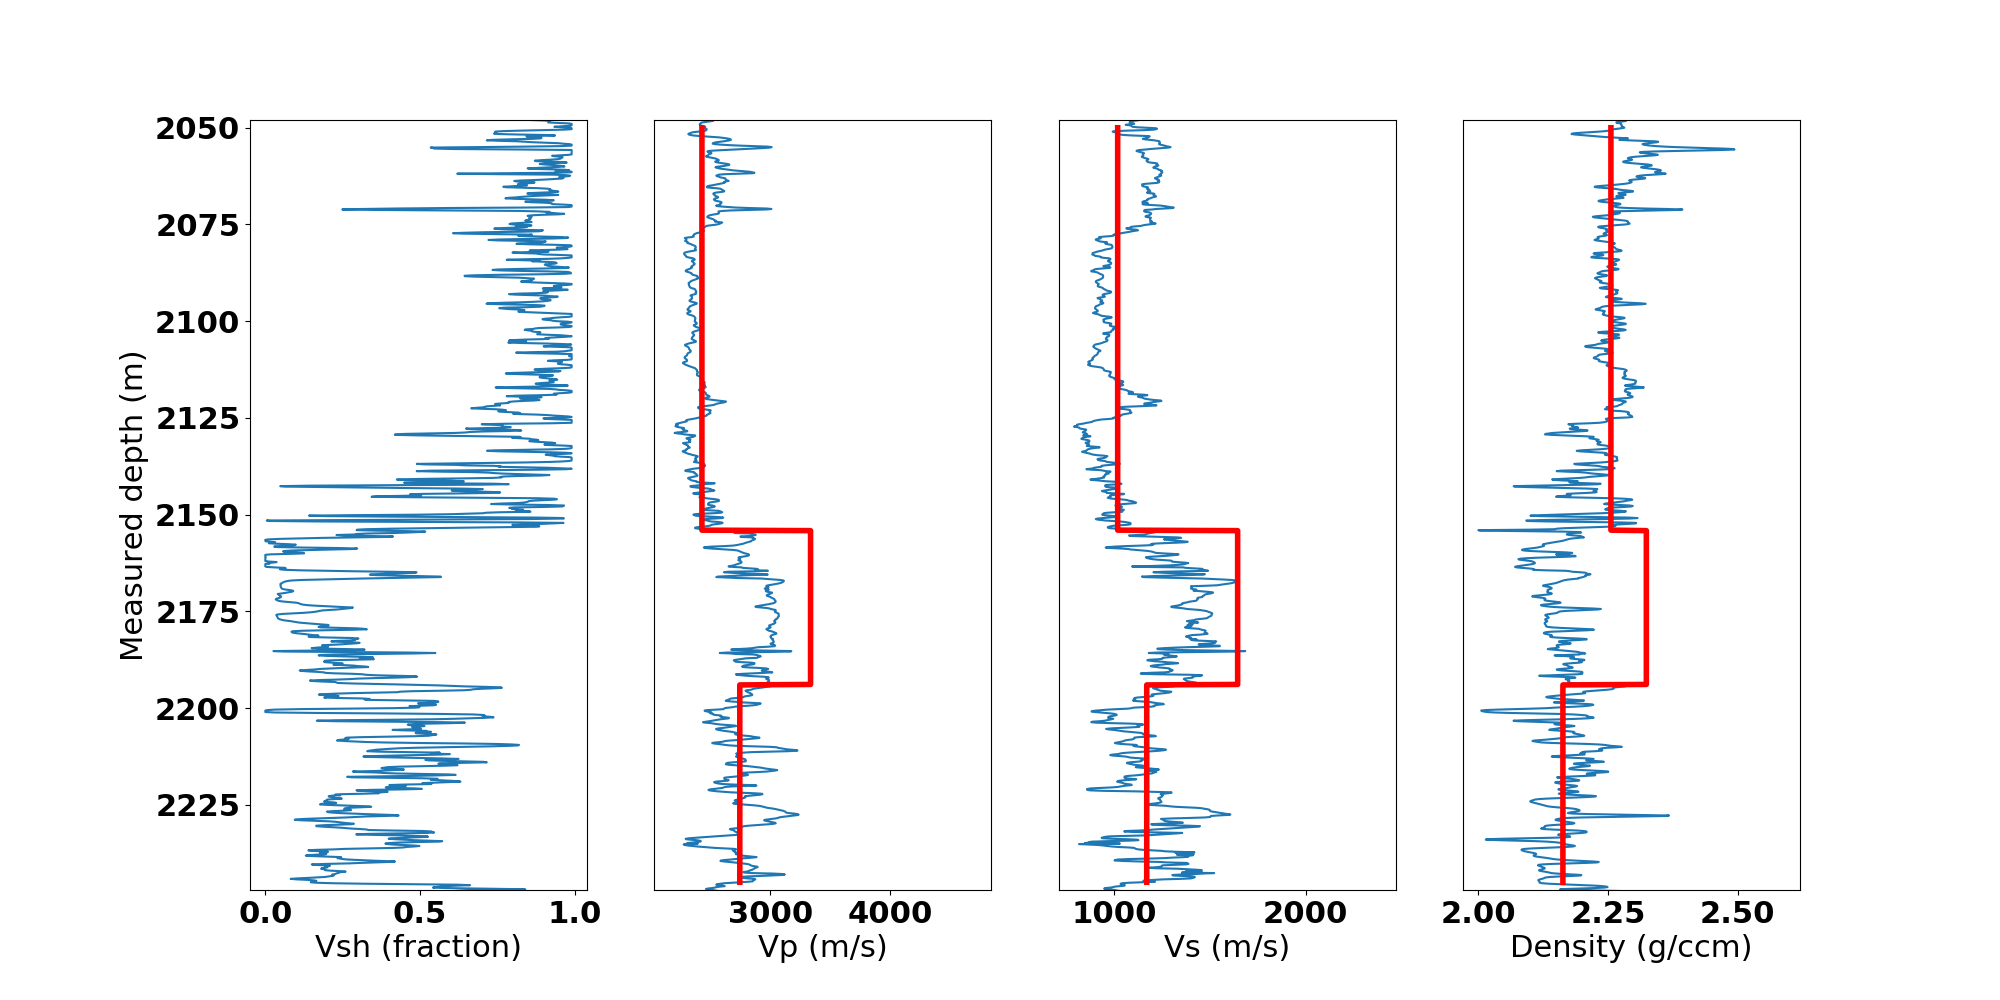 2050
2075
2100
2125
2150
2175
2200
2225
Measured depth (m)
0.0 0.5 1.0
Vsh (fraction)
3000 4000
Vp (m/s)
1000 2000
Vs (m/s)
2.00 2.25 2.50
Density (g/ccm)